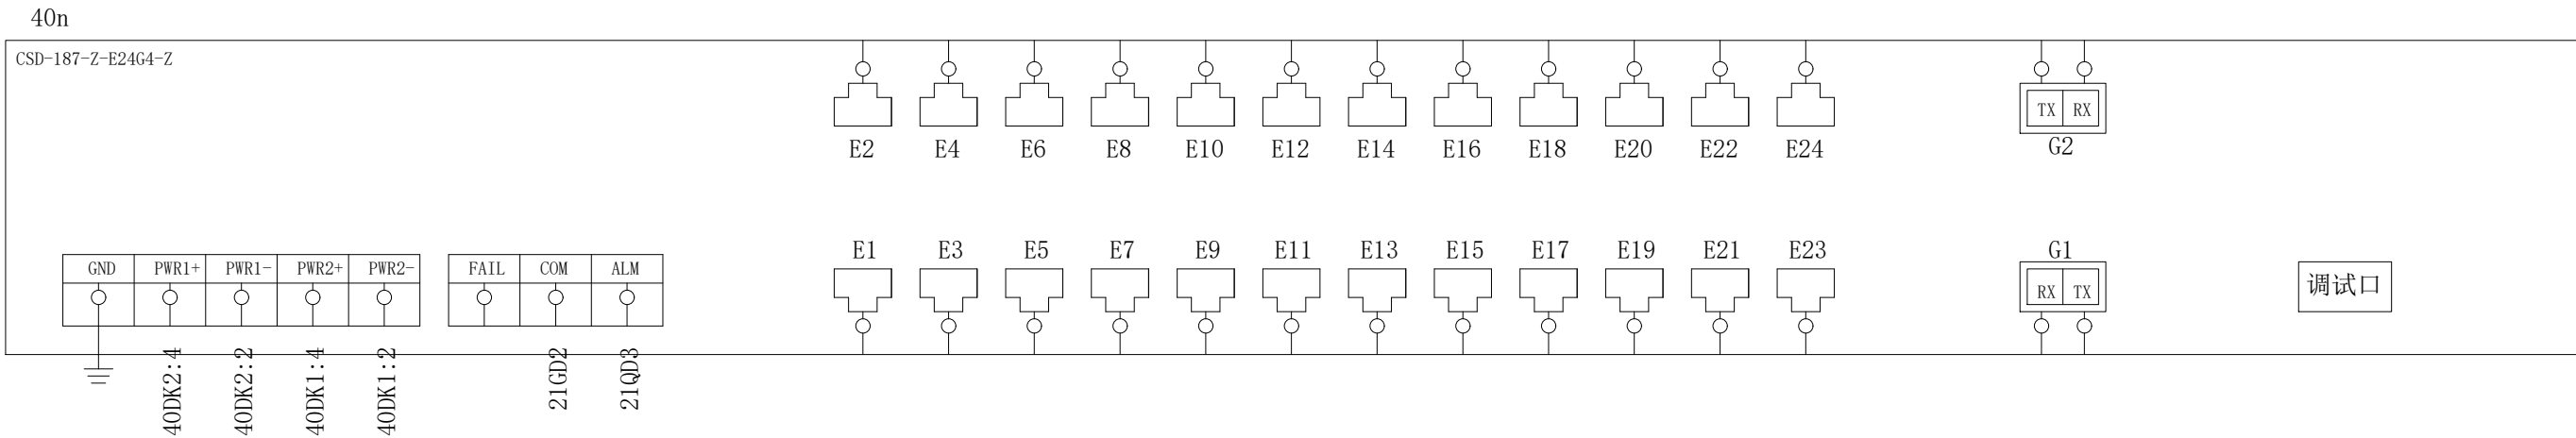 40n
CSD-187-Z-E24G4-Z
TX RX
E2 E4 E6 E8 E10 E12 E14 E16 E18 E20 E22 E24 G2
E1 E3 E5 E7 E9 E11 E13 E15 E17 E19 E21 E23 G1
GND PWR1+ PWR1- PWR2+ PWR2- FAIL COM ALM
RX TX
调试口
40DK2:4
40DK2:2
40DK1:4
40DK1:2
21GD2
21QD3